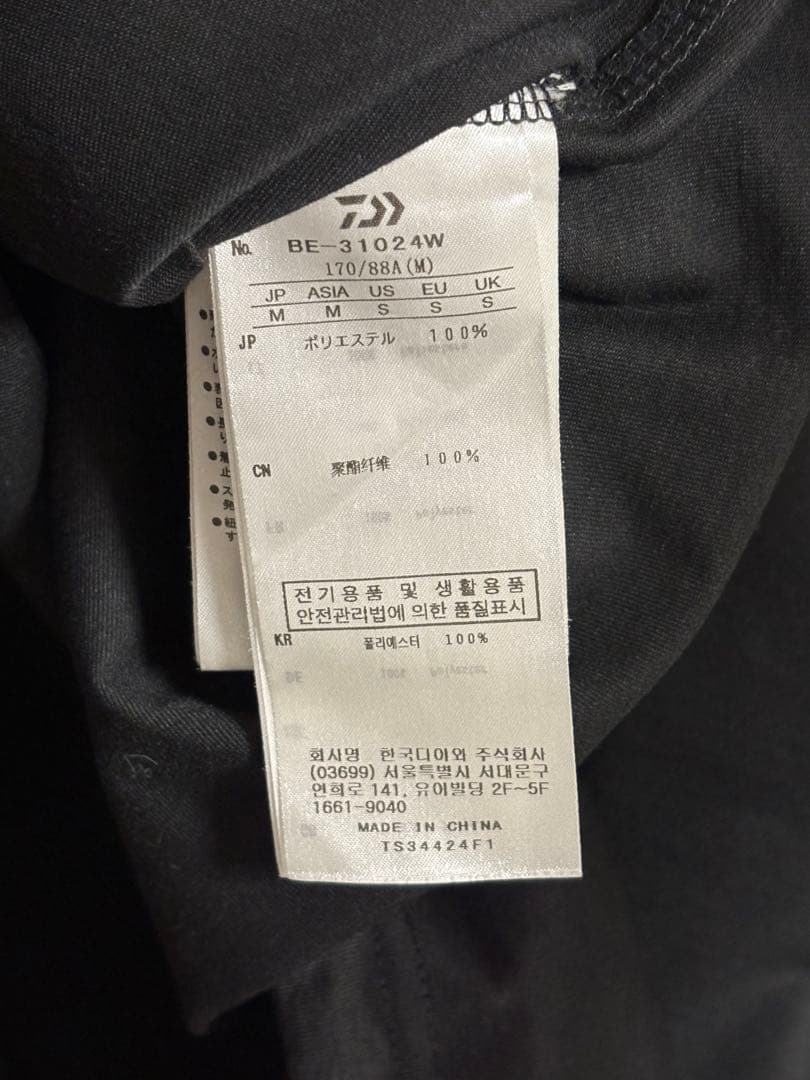 No. BE-31024W
170/88A(M)
JP ASIA US EU UK
M M S S S
JP ポリエステル 100%
CN 聚酯纤维 100%
전기용품 및 생활용품
안전관리법에 의한 품질표시
KR 폴리에스터 100%
회사명 한국다이와 주식회사
(03699) 서울특별시 서대문구
연희로 141, 유이빌딩 2F~5F
1661-9040
MADE IN CHINA
TS34424F1